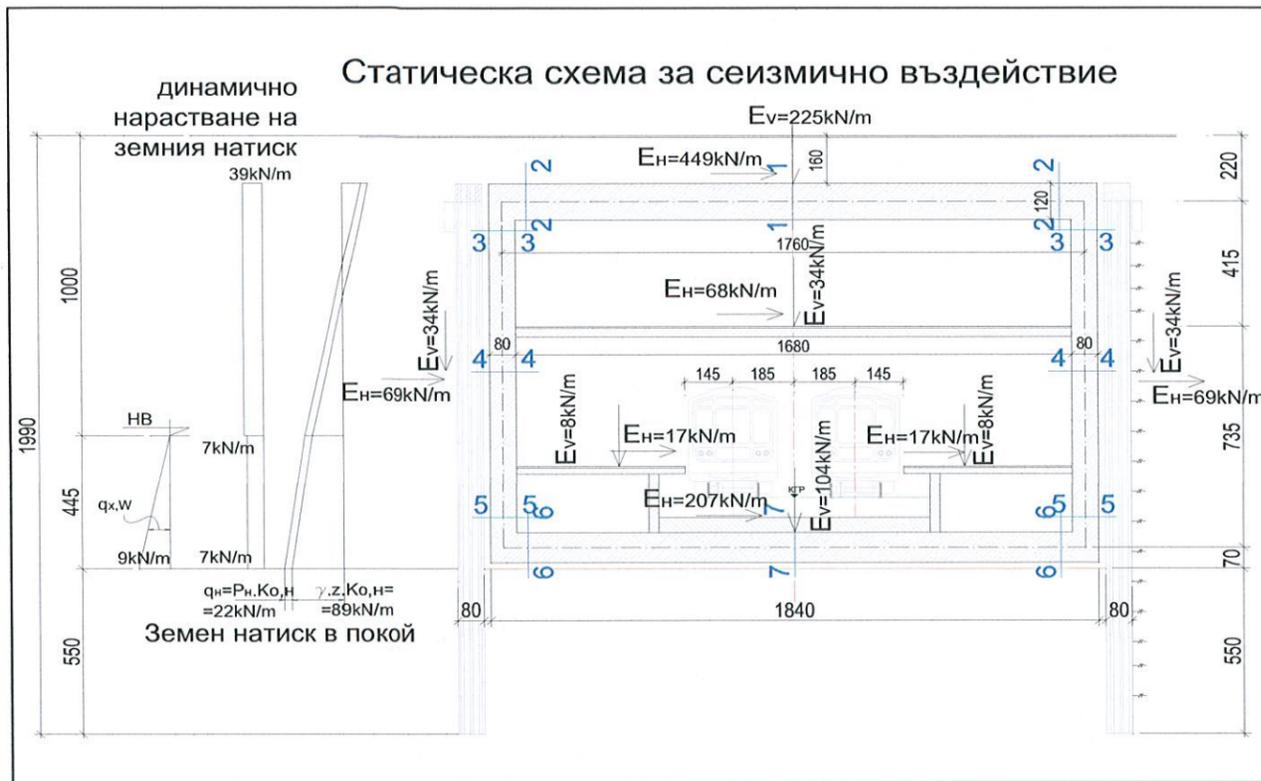 Статическа схема за сеизмично въздействие
динамично
нарастване на
земния натиск
39kN/m
Ev=225kN/m
Eн=449kN/m
160
220
1
1
2
2
2
2
120
3
3
3
3
1760
415
1000
Eн=68kN/m
Ev=34kN/m
Ev=34kN/m
Ev=34kN/m
80
1680
80
4
4
4
4
145
185
185
145
Eн=69kN/m
Eн=69kN/m
1990
НВ
7kN/m
Ev=8kN/m
Eн=17kN/m
Eн=17kN/m
Ev=8kN/m
735
445
qx,w
КГР
Ev=104kN/m
Eн=207kN/m
5
5
5
5
6
6
7
7
6
6
9kN/m
7kN/m
70
qн=Pн.Ko,н
=22kN/m
γ.z.Ko,н=
=89kN/m
Земен натиск в покой
80
1840
80
550
550